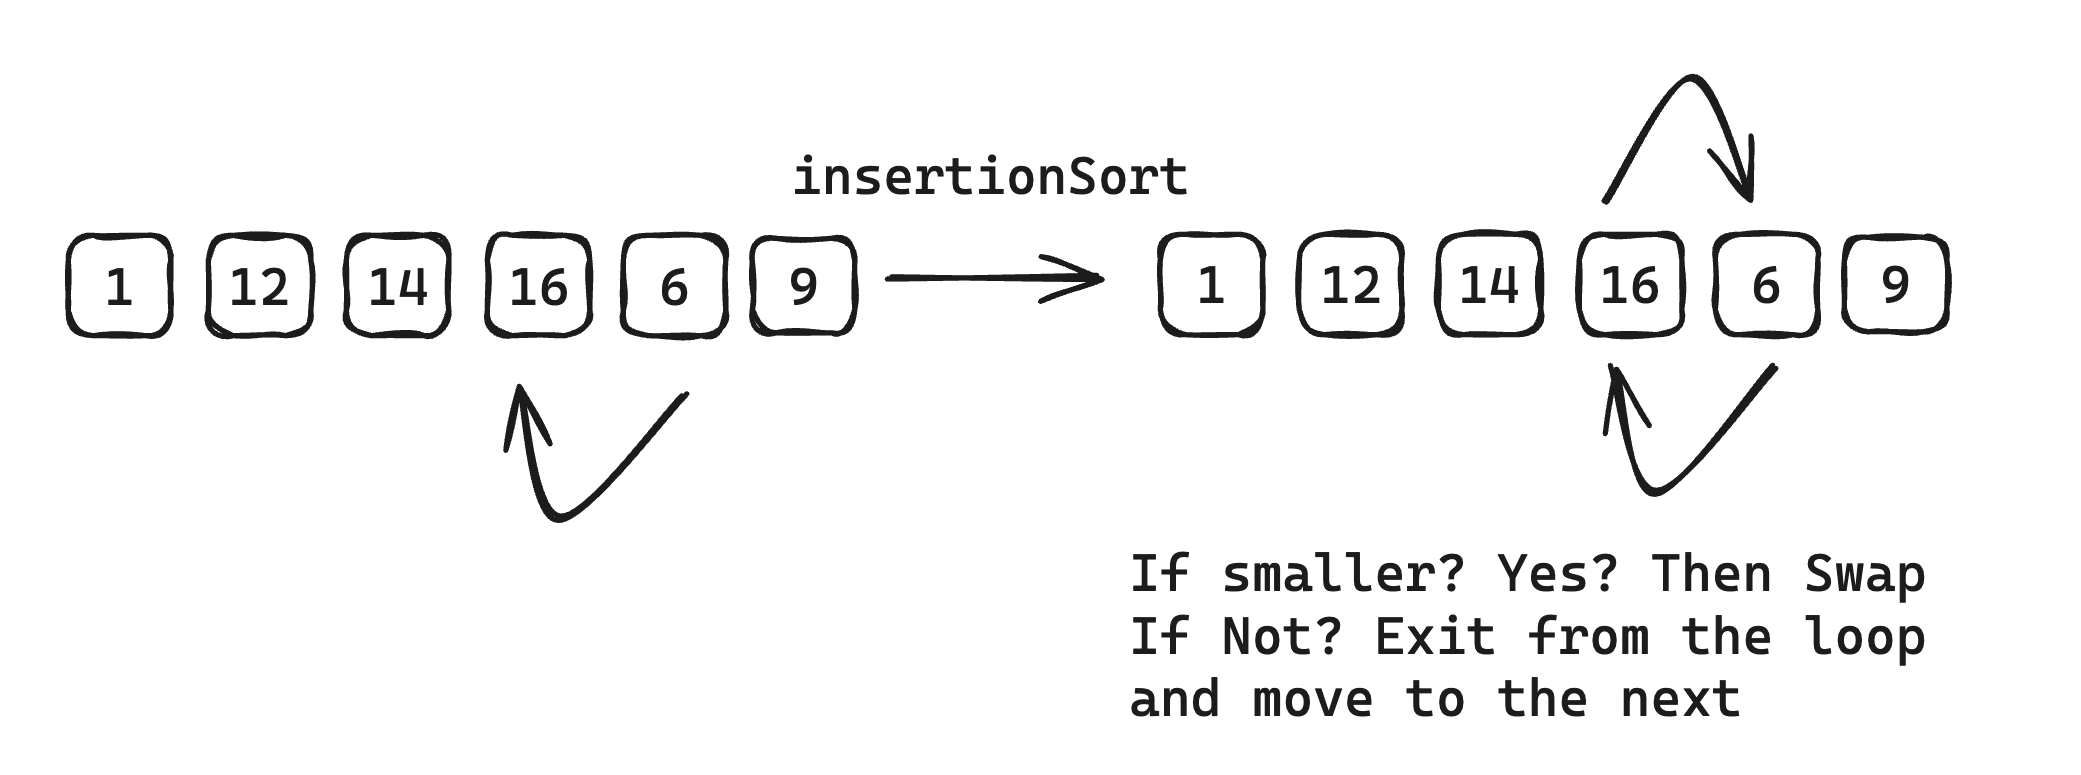 insertionSort
1 12 14 16 6 9
1 12 14 16 6 9
If smaller? Yes? Then Swap
If Not? Exit from the loop
and move to the next